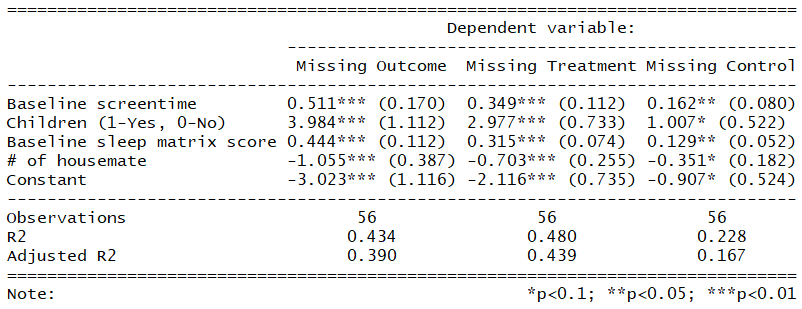 Dependent variable:
Missing Outcome Missing Treatment Missing Control
Baseline screentime 0.511*** (0.170) 0.349*** (0.112) 0.162** (0.080)
Children (1-Yes, 0-No) 3.984*** (1.112) 2.977*** (0.733) 1.007* (0.522)
Baseline sleep matrix score 0.444*** (0.112) 0.315*** (0.074) 0.129** (0.052)
# of housemate -1.055*** (0.387) -0.703*** (0.255) -0.351* (0.182)
Constant -3.023*** (1.116) -2.116*** (0.735) -0.907* (0.524)
Observations 56 56 56
R2 0.434 0.480 0.228
Adjusted R2 0.390 0.439 0.167
Note: *p<0.1; **p<0.05; ***p<0.01